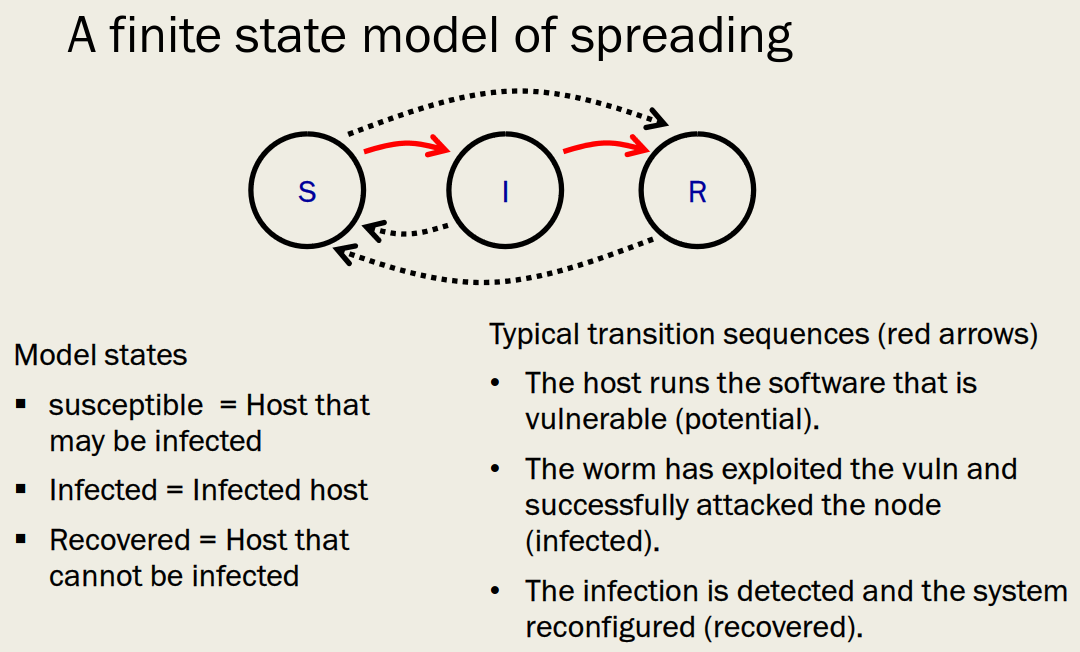 A finite state model of spreading
S
I
R
Model states
▪ susceptible = Host that
may be infected
▪ Infected = Infected host
▪ Recovered = Host that
cannot be infected
Typical transition sequences (red arrows)
• The host runs the software that is
vulnerable (potential).
• The worm has exploited the vuln and
successfully attacked the node
(infected).
• The infection is detected and the system
reconfigured (recovered).